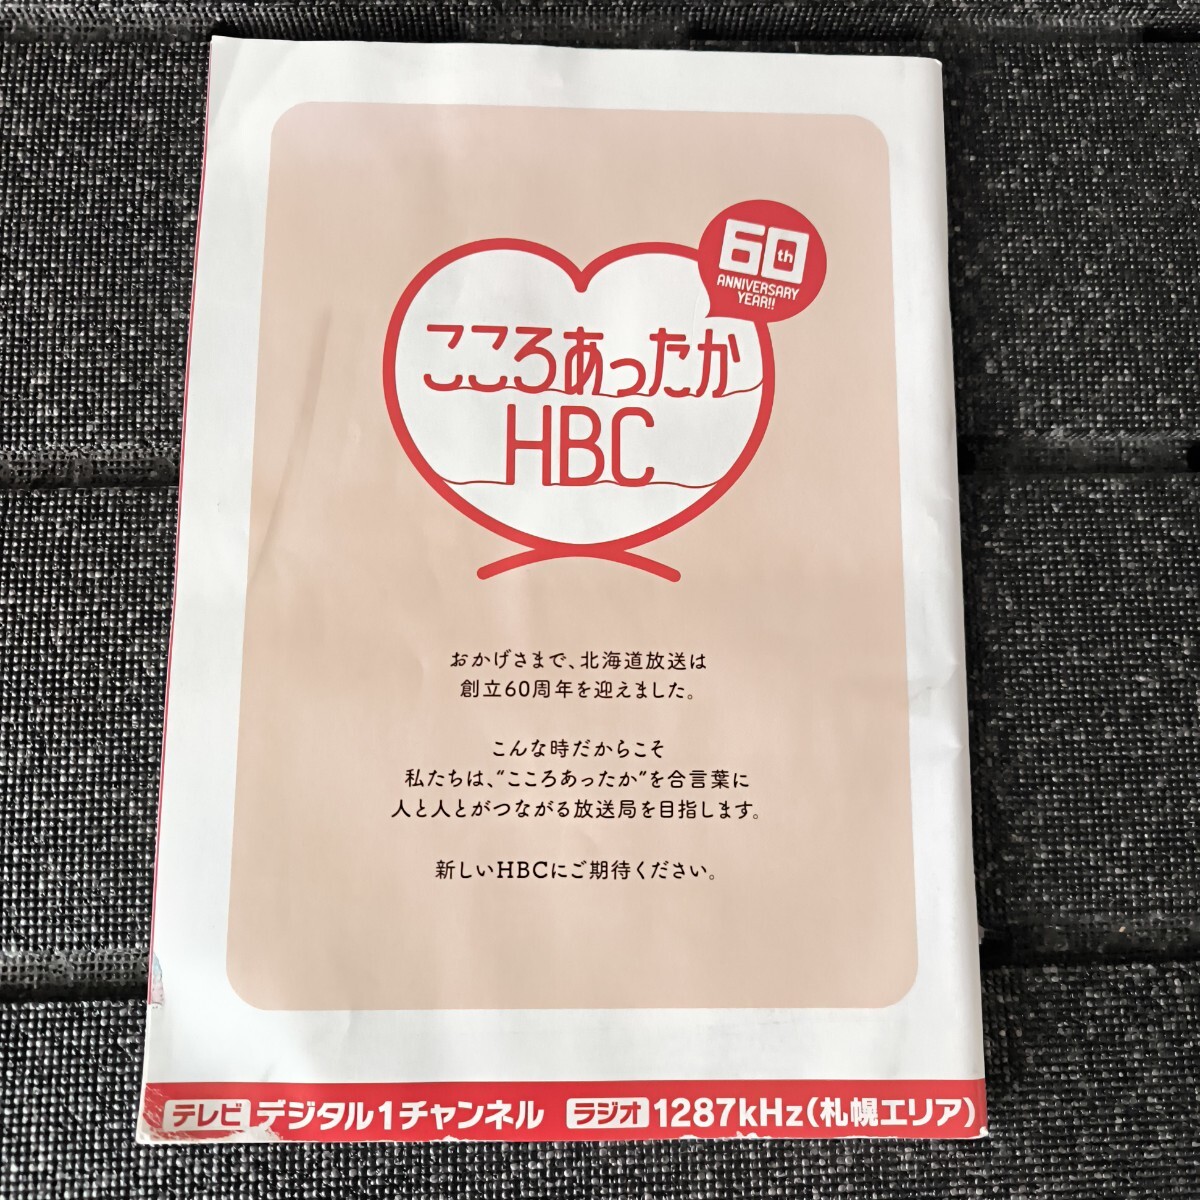 60th
ANNIVERSARY
YEAR!!
こころあったか
HBC
おかげさまで、北海道放送は
創立60周年を迎えました。
こんな時だからこそ
私たちは、“こころあったか”を合言葉に
人と人とがつながる放送局を目指します。
新しいHBCにご期待ください。
テレビ デジタル1チャンネル ラジオ 1287kHz(札幌エリア)